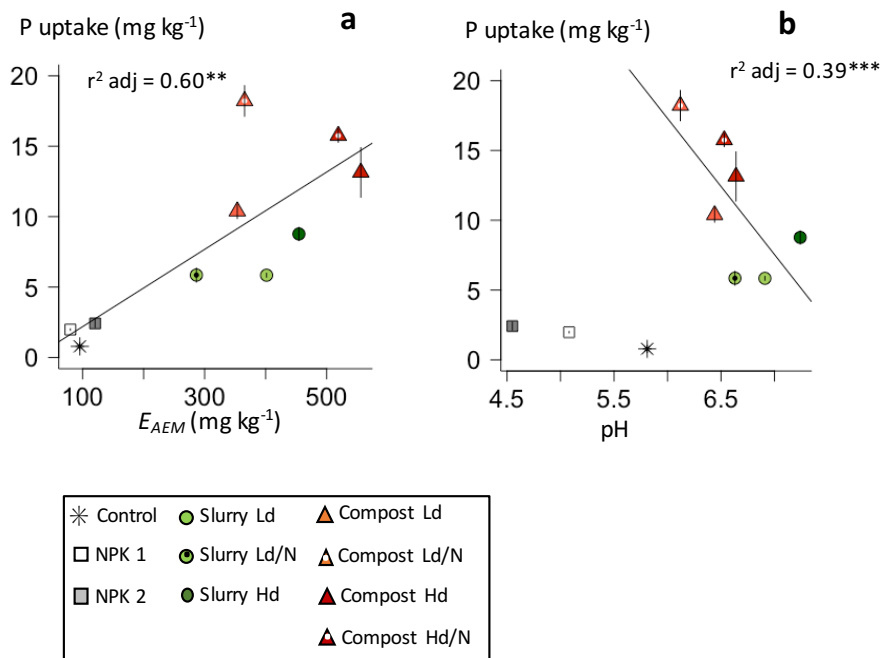 P uptake (mg kg⁻¹)
a
r² adj = 0.60**
20
15
10
5
0
100
300
500
E_AEM (mg kg⁻¹)
P uptake (mg kg⁻¹)
b
r² adj = 0.39***
20
15
10
5
0
4.5
5.5
6.5
pH
Control
Slurry Ld
Compost Ld
NPK 1
Slurry Ld/N
Compost Ld/N
NPK 2
Slurry Hd
Compost Hd
Compost Hd/N